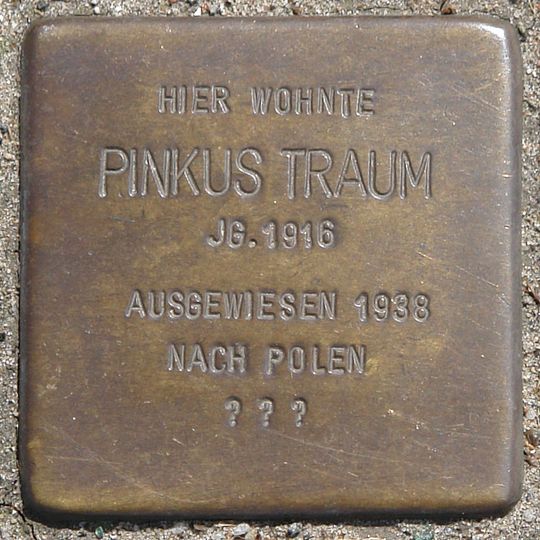 HIER WOHNTE
PINKUS TRAUM
JG. 1916
AUSGEWIESEN 1938
NACH POLEN
? ? ?